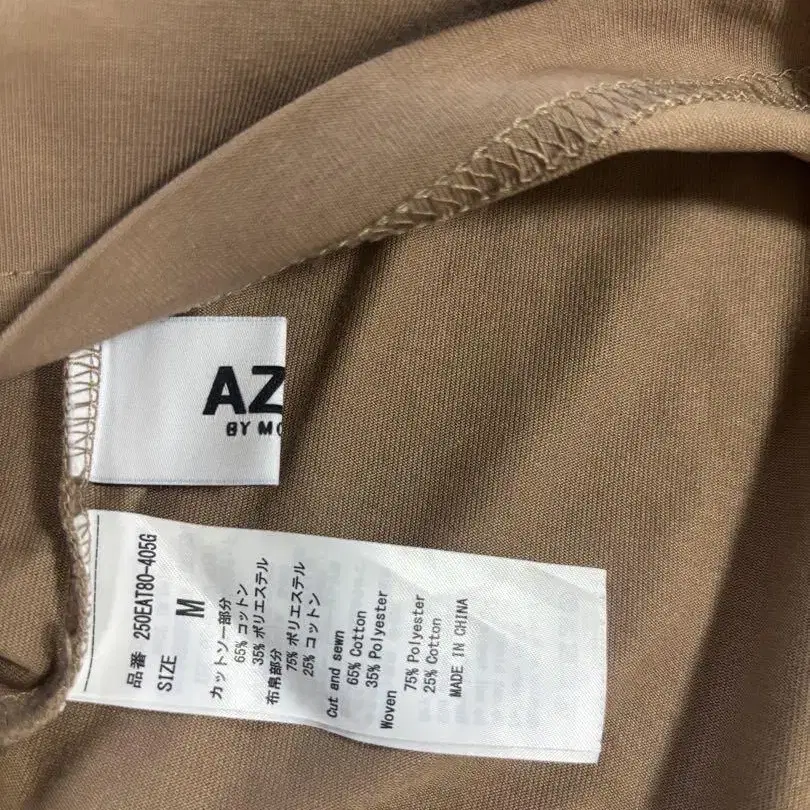 AZ
BY MO
品番 250EAT80-405G
SIZE M
カットソー部分
65% コットン
35% ポリエステル
布帛部分
75% ポリエステル
25% コットン
Cut and sewn
65% Cotton
35% Polyester
Woven
75% Polyester
25% Cotton
MADE IN CHINA